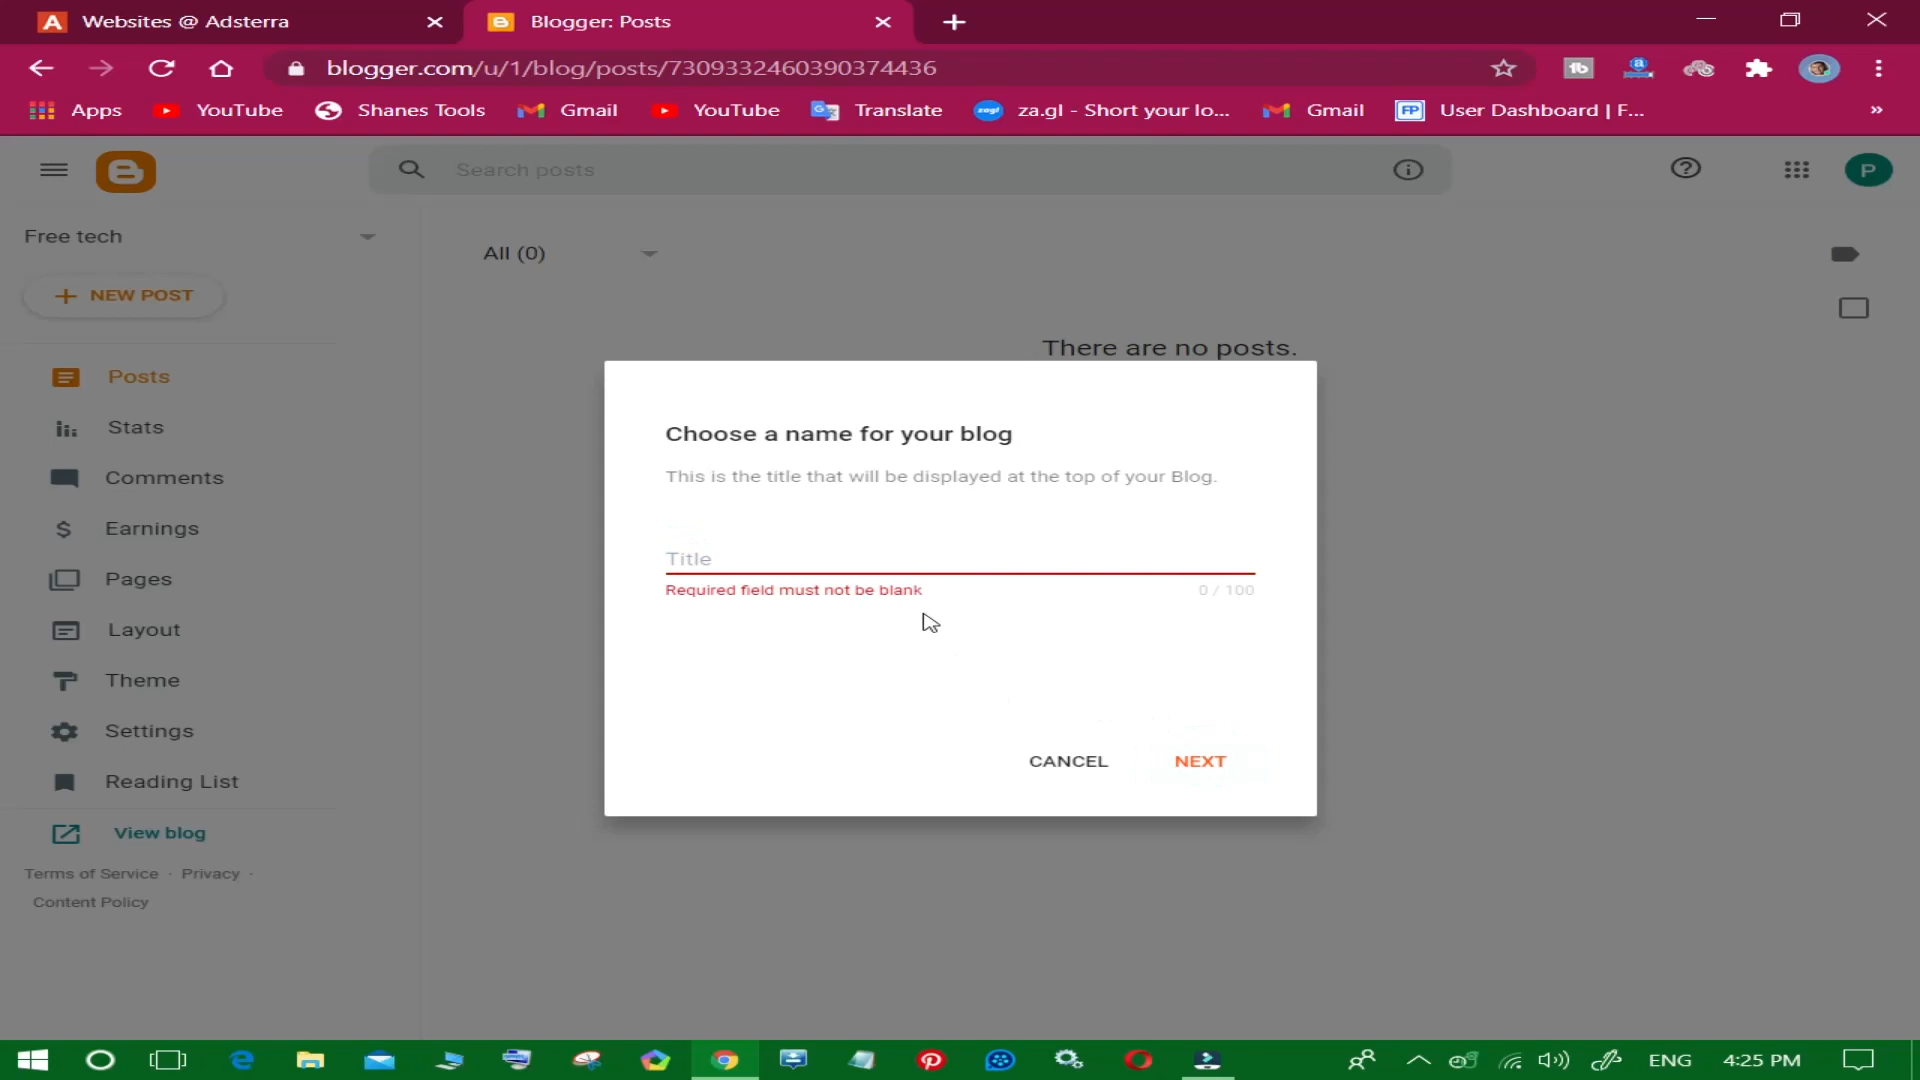 Websites @ Adsterra
Blogger: Posts
blogger.com/u/1/blog/posts/7309332460390374436
Apps
YouTube
Shanes Tools
Gmail
YouTube
Translate
za.gl - Short your lo...
Gmail
User Dashboard | F...
Search posts
P
Free tech
All (0)
NEW POST
There are no posts.
Posts
Stats
Comments
Earnings
Pages
Layout
Theme
Settings
Reading List
View blog
Terms of Service · Privacy ·
Content Policy
Choose a name for your blog
This is the title that will be displayed at the top of your Blog.
Title
Required field must not be blank
0 / 100
CANCEL
NEXT
ENG
4:25 PM